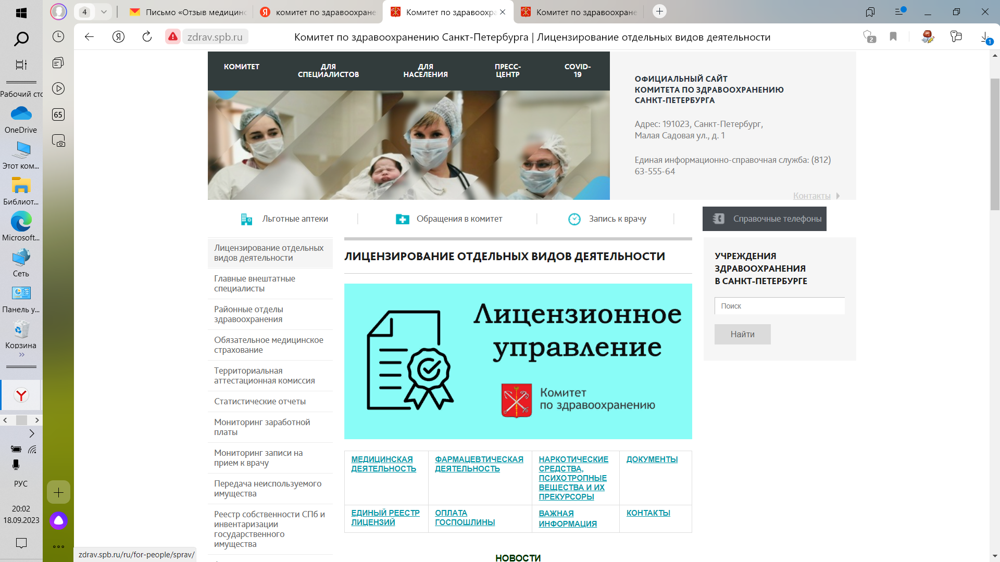 4
Письмо «Отзыв медицинс
комитет по здравоохране
Комитет по здравоохра
Комитет по здравоохране
zdrav.spb.ru
Комитет по здравоохранению Санкт-Петербурга | Лицензирование отдельных видов деятельности
2
1
Рабочий сто
OneDrive
Этот ком...
Библиот...
Microsoft...
Сеть
Панель у...
Корзина
РУС
20:02
18.09.2023
65
КОМИТЕТ
ДЛЯ
СПЕЦИАЛИСТОВ
ДЛЯ
НАСЕЛЕНИЯ
ПРЕСС-
ЦЕНТР
COVID-
19
ОФИЦИАЛЬНЫЙ САЙТ
КОМИТЕТА ПО ЗДРАВООХРАНЕНИЮ
САНКТ-ПЕТЕРБУРГА
Адрес: 191023, Санкт-Петербург,
Малая Садовая ул., д. 1
Единая информационно-справочная служба: (812)
63-555-64
Контакты
Льготные аптеки
Обращения в комитет
Запись к врачу
Справочные телефоны
Лицензирование отдельных
видов деятельности
Главные внештатные
специалисты
Районные отделы
здравоохранения
Обязательное медицинское
страхование
Территориальная
аттестационная комиссия
Статистические отчеты
Мониторинг заработной
платы
Мониторинг записи на
прием к врачу
Передача неиспользуемого
имущества
Реестр собственности СПб и
инвентаризации
государственного
имущества
ЛИЦЕНЗИРОВАНИЕ ОТДЕЛЬНЫХ ВИДОВ ДЕЯТЕЛЬНОСТИ
Лицензионное
управление
Комитет
по здравоохранению
МЕДИЦИНСКАЯ
ДЕЯТЕЛЬНОСТЬ
ФАРМАЦЕВТИЧЕСКАЯ
ДЕЯТЕЛЬНОСТЬ
НАРКОТИЧЕСКИЕ
СРЕДСТВА,
ПСИХОТРОПНЫЕ
ВЕЩЕСТВА И ИХ
ПРЕКУРСОРЫ
ДОКУМЕНТЫ
ЕДИНЫЙ РЕЕСТР
ЛИЦЕНЗИЙ
ОПЛАТА
ГОСПОШЛИНЫ
ВАЖНАЯ
ИНФОРМАЦИЯ
КОНТАКТЫ
НОВОСТИ
УЧРЕЖДЕНИЯ
ЗДРАВООХРАНЕНИЯ
В САНКТ-ПЕТЕРБУРГЕ
Поиск
Найти
zdrav.spb.ru/ru/for-people/sprav/